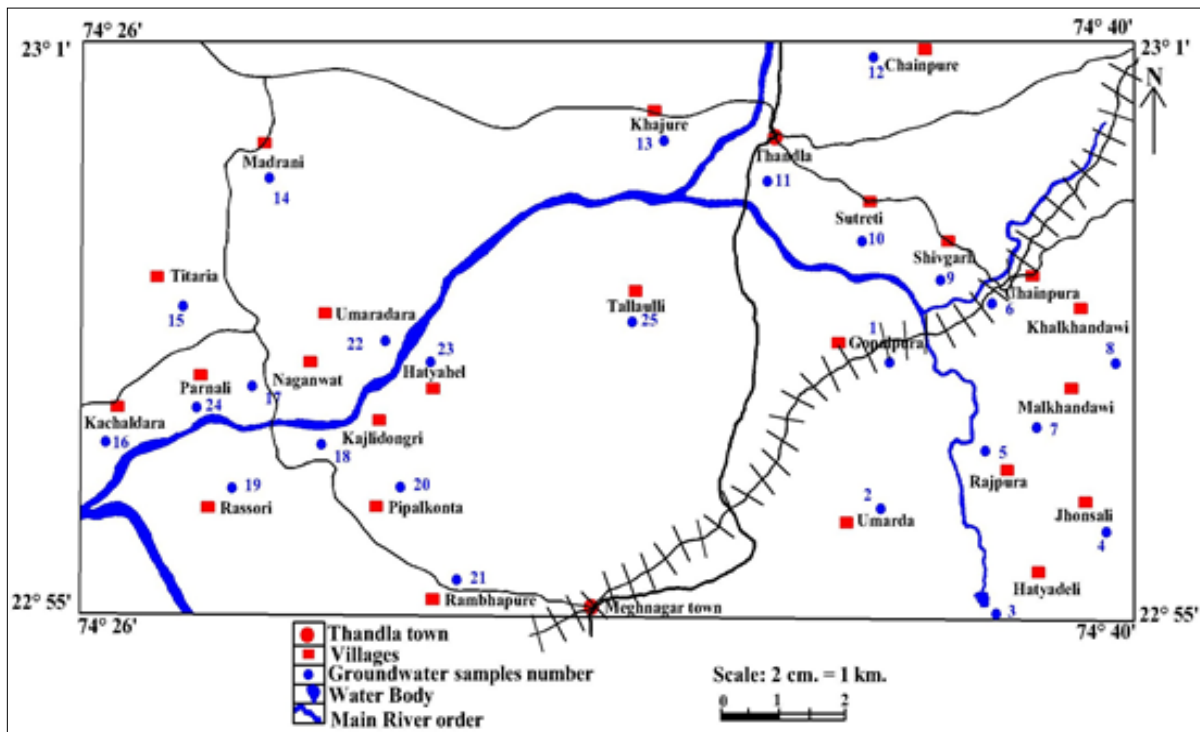 74° 26'
74° 40'
23° 1'
23° 1'
N
12
Chainpure
Khajure
13
Thandla
Madrani
14
11
Sutreti
10
Shivgarh
9
Titaria
15
Umaradara
22
Tallaulli
25
Uhainpura
6
Khalkhandawi
1
Gopalpura
8
23
Hatyabel
Naganwat
Parnali
17
24
Kachaldara
16
Malkhandawi
7
Kajlidongri
18
5
Rajpura
19
Rassori
20
Pipalkonta
2
Umarda
Jhonsali
4
21
Rambhapure
Meghnagar town
Hatyadeli
3
22° 55'
22° 55'
74° 26'
74° 40'
Thandla town
Villages
Groundwater samples number
Water Body
Main River order
Scale: 2 cm. = 1 km.
0 1 2